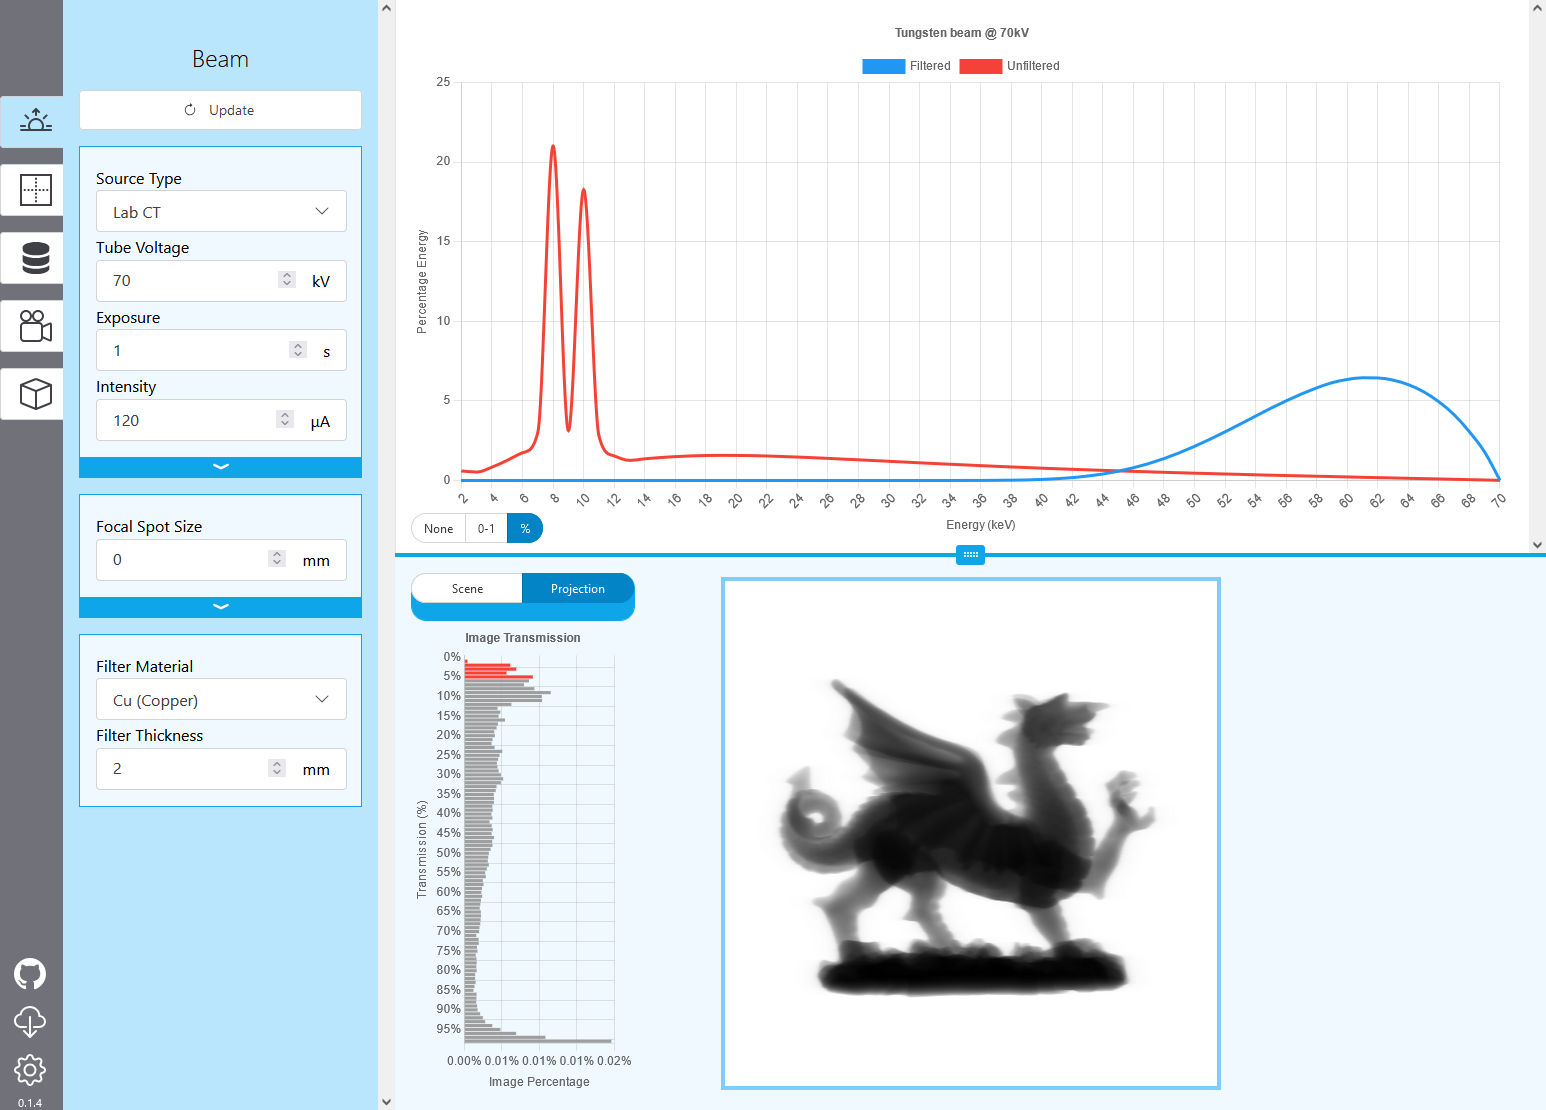 Beam
Update
Source Type
Lab CT
Tube Voltage
70 kV
Exposure
1 s
Intensity
120 µA
Focal Spot Size
0 mm
Filter Material
Cu (Copper)
Filter Thickness
2 mm
0.1.4
Tungsten beam @ 70kV
Filtered Unfiltered
Percentage Energy
25
20
15
10
5
0
2 4 6 8 10 12 14 16 18 20 22 24 26 28 30 32 34 36 38 40 42 44 46 48 50 52 54 56 58 60 62 64 66 68 70
Energy (keV)
None 0-1 %
Scene Projection
Image Transmission
Transmission (%)
0%
5%
10%
15%
20%
25%
30%
35%
40%
45%
50%
55%
60%
65%
70%
75%
80%
85%
90%
95%
0.00% 0.01% 0.01% 0.01% 0.02%
Image Percentage